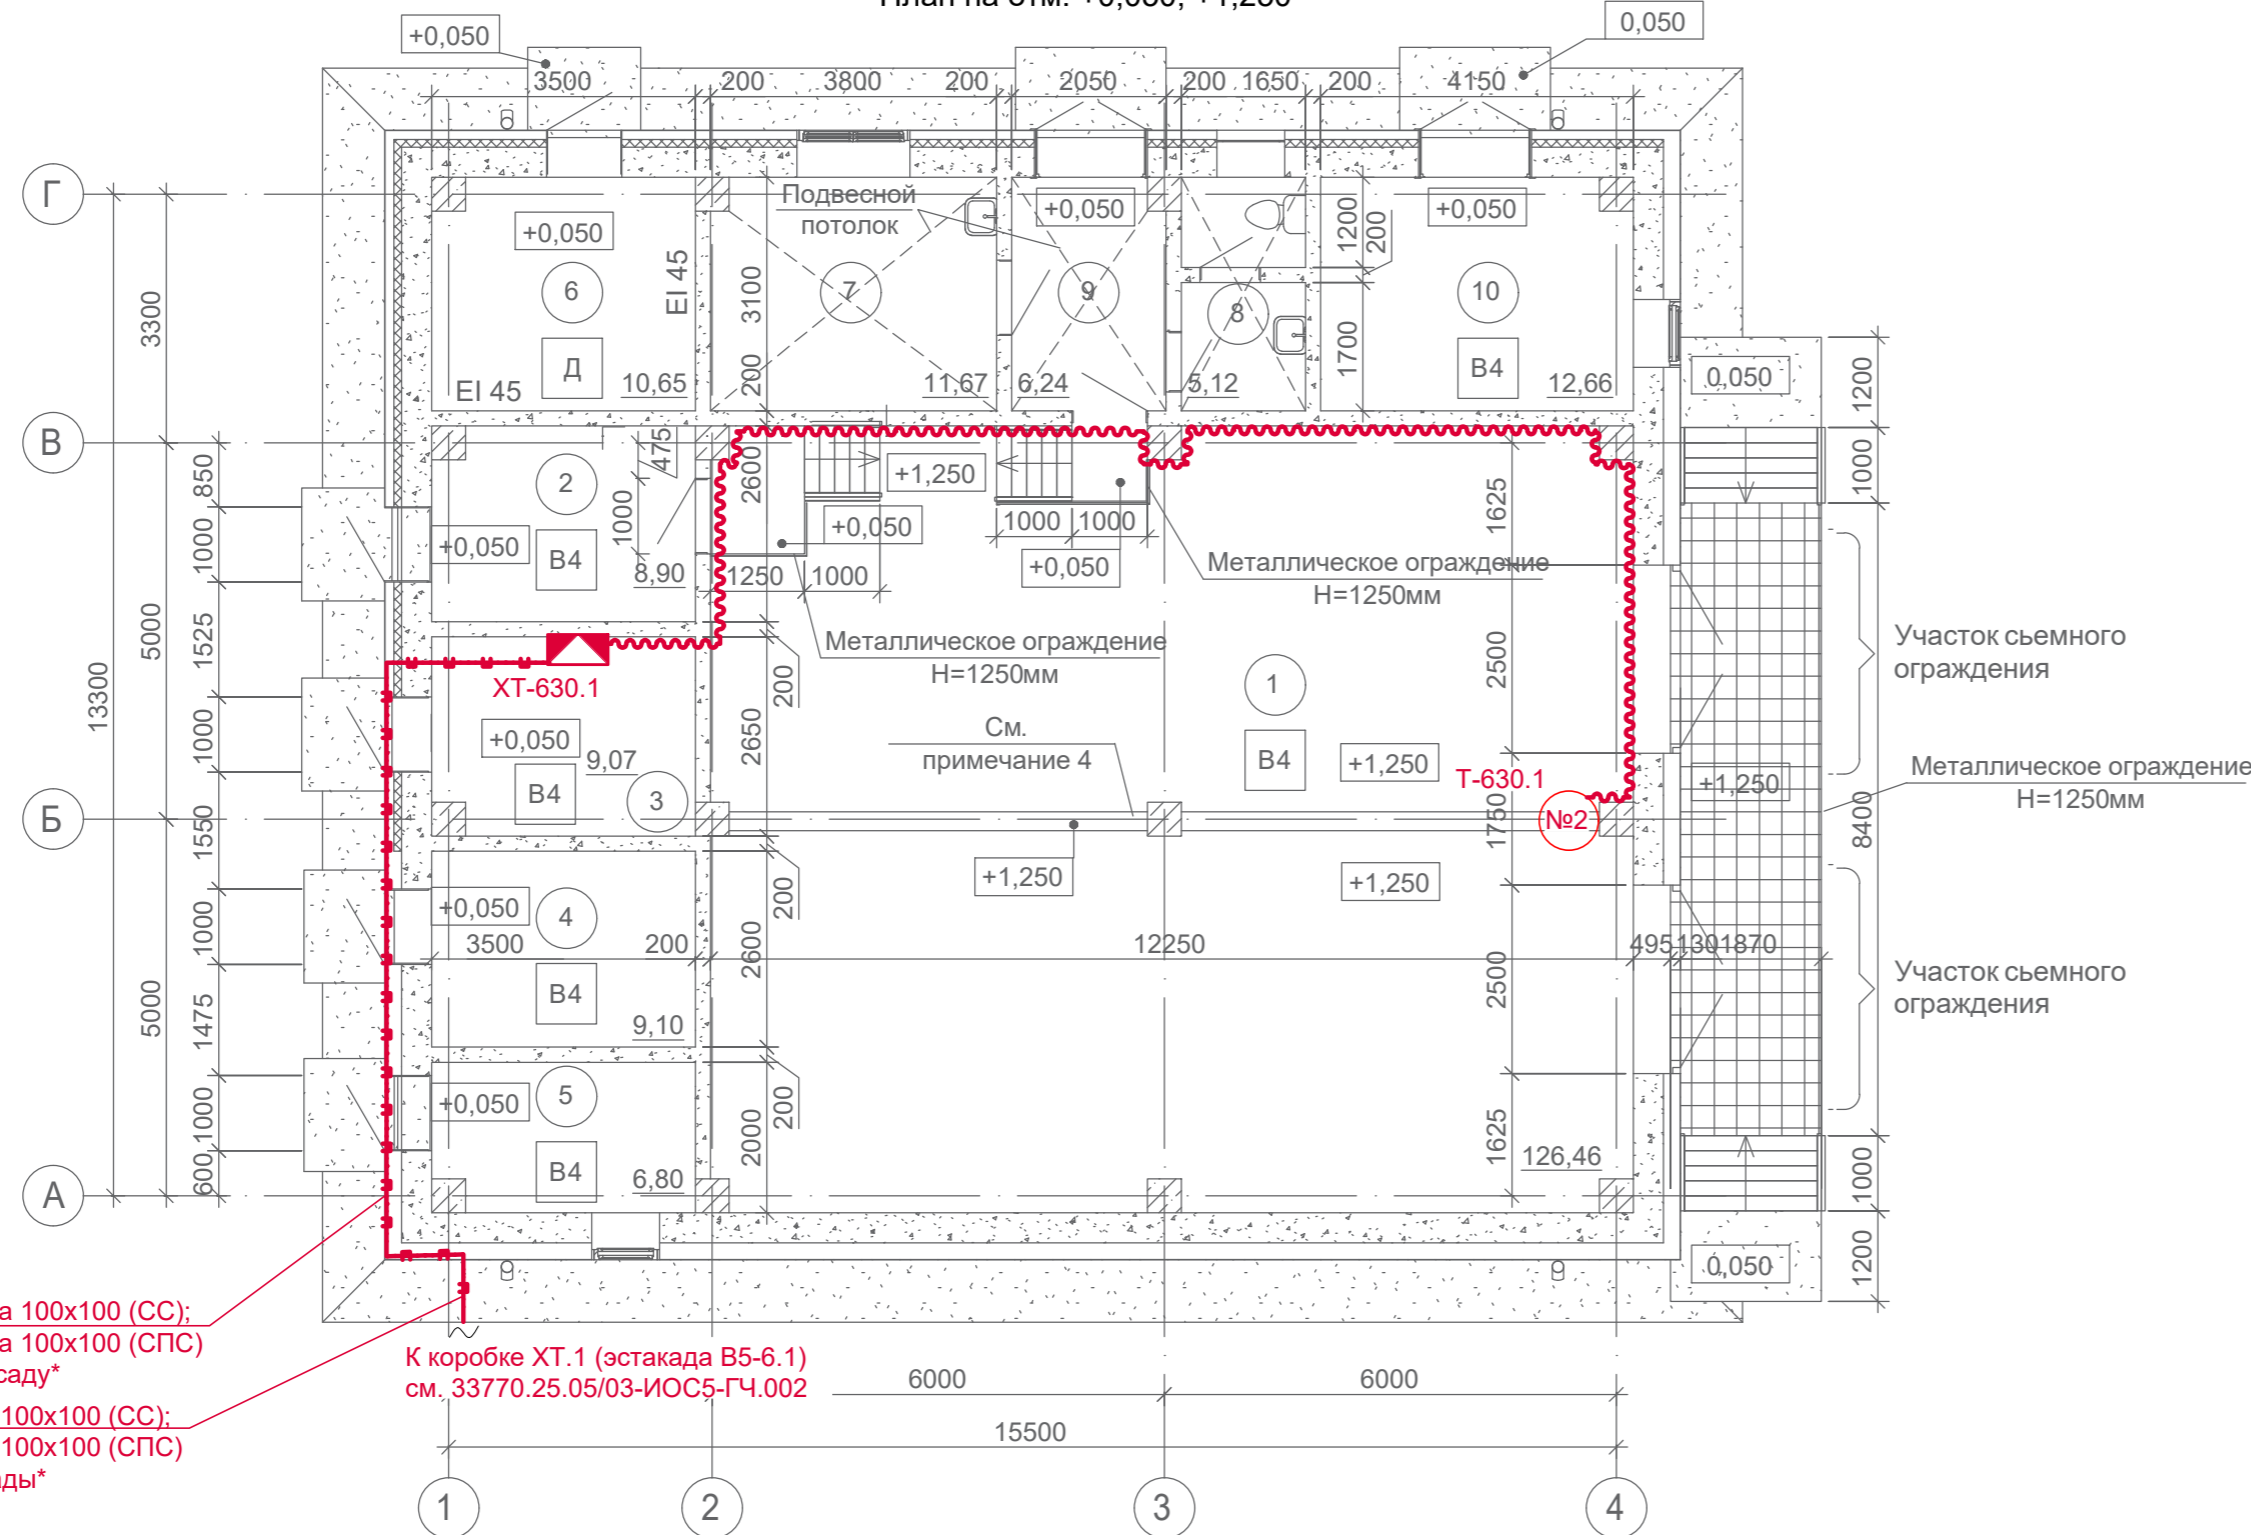 +0,050
0,050
3500
200
3800
200
2050
200
1650
200
4150
Г
В
Б
А
Подвесной
потолок
+0,050
+0,050
+0,050
6
7
9
8
10
EI 45
EI 45
Д
В4
10,65
11,67
6,24
5,12
12,66
3100
200
1200
200
1700
3300
13300
5000
5000
850
1000
1525
1000
1550
1000
1475
1000
600
2
475
1000
2600
+0,050
В4
8,90
+1,250
+0,050
1250
1000
1000
1000
+0,050
Металлическое ограждение
Н=1250мм
Металлическое ограждение
Н=1250мм
1625
2500
1750
2500
1625
0,050
1200
1000
8400
1000
1200
Участок сьемного
ограждения
Металлическое ограждение
Н=1250мм
Участок сьемного
ограждения
ХТ-630.1
+0,050
9,07
В4
3
200
2650
См.
примечание 4
1
В4
+1,250
Т-630.1
№2
+1,250
+1,250
+1,250
+0,050
4
200
3500
200
2600
12250
495
130
1870
В4
9,10
+0,050
5
200
2000
В4
6,80
126,46
0,050
а 100х100 (СС);
а 100х100 (СПС)
100х100 (СС);
100х100 (СПС)
К коробке ХТ.1 (эстакада В5-6.1)
см. 33770.25.05/03-ИОС5-ГЧ.002
6000
6000
15500
1
2
3
4